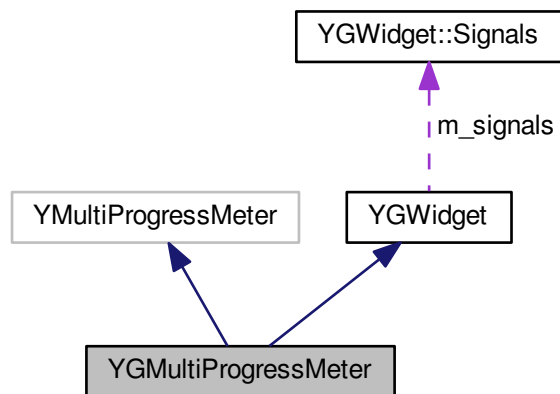 YGWidget::Signals
m_signals
YMultiProgressMeter
YGWidget
YGMultiProgressMeter